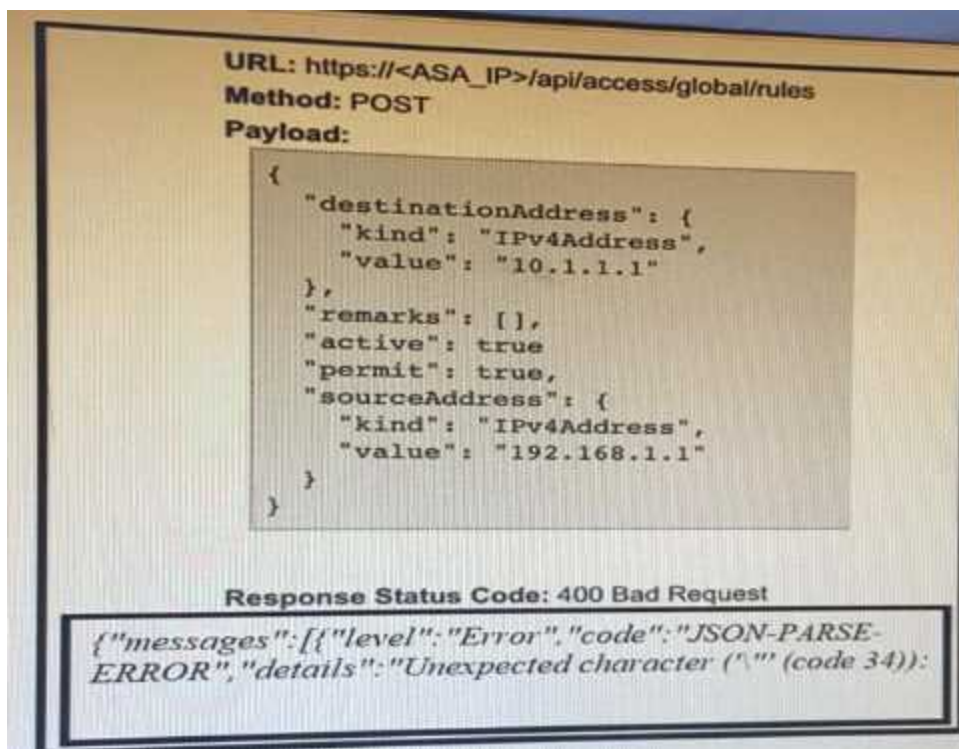 URL: https://<ASA_IP>/api/access/global/rules
Method: POST
Payload:
{
"destinationAddress": {
"kind": "IPv4Address",
"value": "10.1.1.1"
},
"remarks": [],
"active": true
"permit": true,
"sourceAddress": {
"kind": "IPv4Address",
"value": "192.168.1.1"
}
}
Response Status Code: 400 Bad Request
{"messages":[{"level":"Error","code":"JSON-PARSE-
ERROR","details":"Unexpected character ('\"' (code 34)):